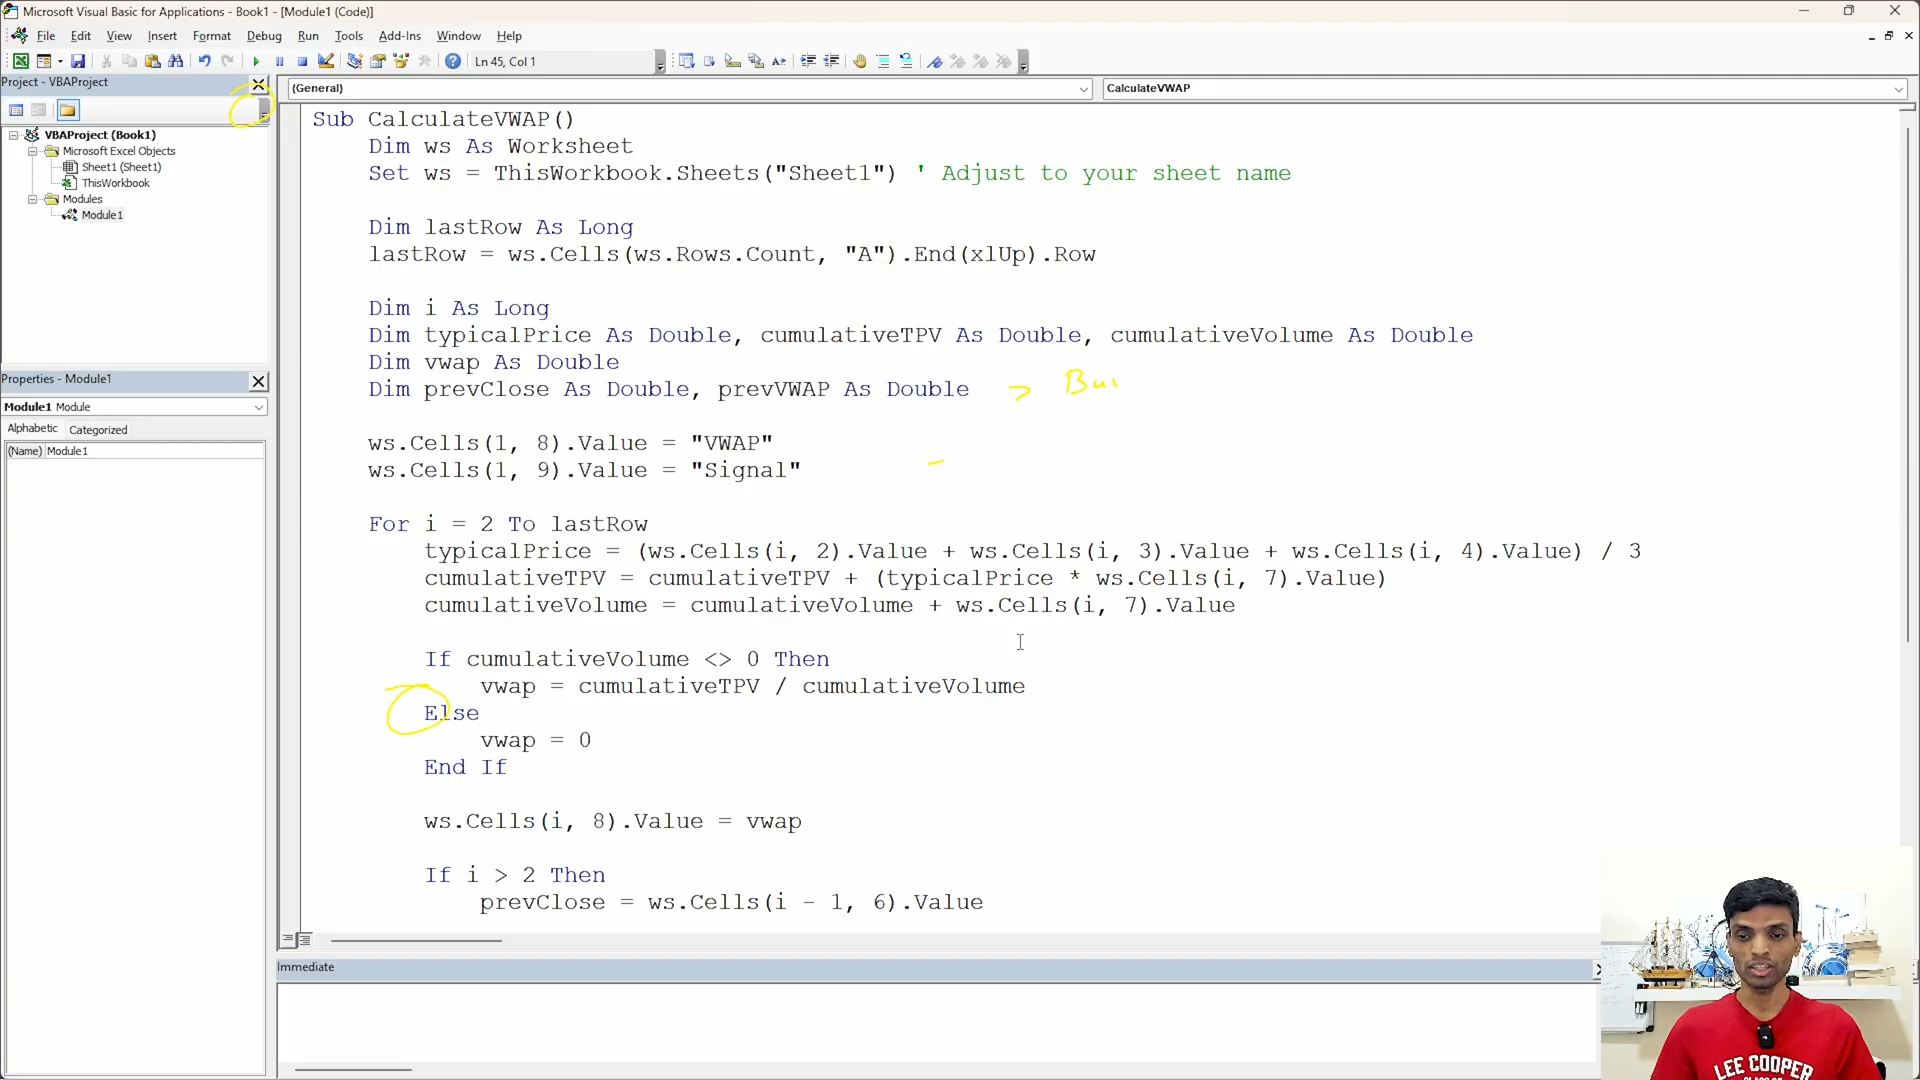 Microsoft Visual Basic for Applications - Book1 - [Module1 (Code)]
File Edit View Insert Format Debug Run Tools Add-Ins Window Help
Ln 45, Col 1
Project - VBAProject
(General) CalculateVWAP
VBAProject (Book1)
Microsoft Excel Objects
Sheet1 (Sheet1)
ThisWorkbook
Modules
Module1
Properties - Module1
Module1 Module
Alphabetic Categorized
(Name) Module1
Sub CalculateVWAP()
Dim ws As Worksheet
Set ws = ThisWorkbook.Sheets("Sheet1") ' Adjust to your sheet name
Dim lastRow As Long
lastRow = ws.Cells(ws.Rows.Count, "A").End(xlUp).Row
Dim i As Long
Dim typicalPrice As Double, cumulativeTPV As Double, cumulativeVolume As Double
Dim vwap As Double
Dim prevClose As Double, prevVWAP As Double
ws.Cells(1, 8).Value = "VWAP"
ws.Cells(1, 9).Value = "Signal"
For i = 2 To lastRow
typicalPrice = (ws.Cells(i, 2).Value + ws.Cells(i, 3).Value + ws.Cells(i, 4).Value) / 3
cumulativeTPV = cumulativeTPV + (typicalPrice * ws.Cells(i, 7).Value)
cumulativeVolume = cumulativeVolume + ws.Cells(i, 7).Value
If cumulativeVolume <> 0 Then
vwap = cumulativeTPV / cumulativeVolume
Else
vwap = 0
End If
ws.Cells(i, 8).Value = vwap
If i > 2 Then
prevClose = ws.Cells(i - 1, 6).Value
Immediate
LEE COOPER